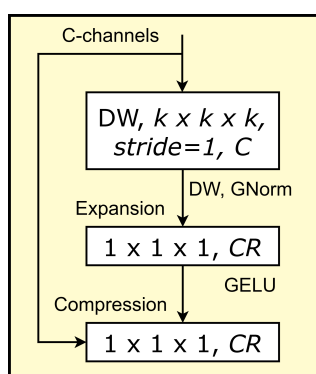 C-channels
DW, k x k x k,
stride=1, C
DW, GNorm
Expansion
1 x 1 x 1, CR
GELU
Compression
1 x 1 x 1, CR